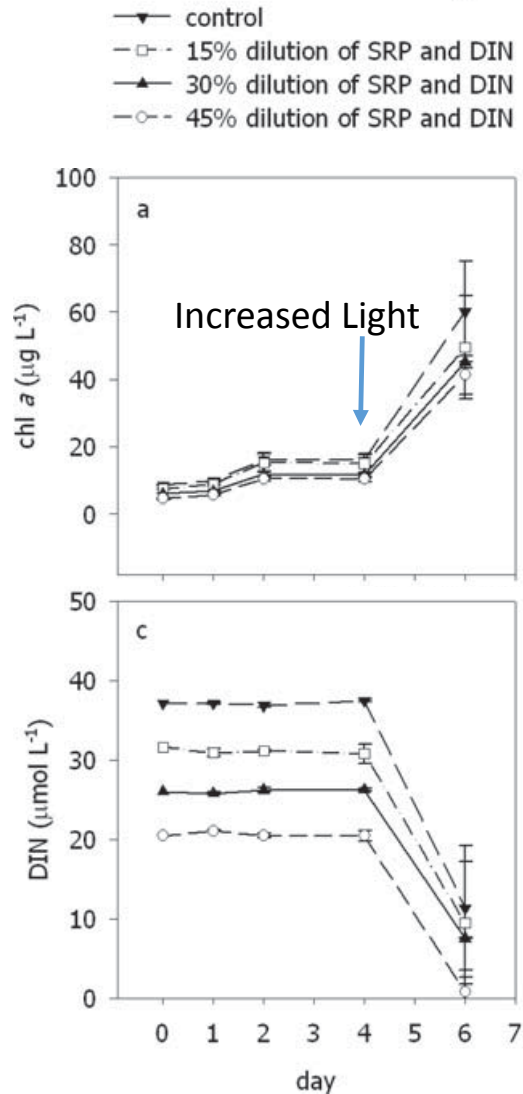 control
15% dilution of SRP and DIN
30% dilution of SRP and DIN
45% dilution of SRP and DIN
100
a
80
60
Increased Light
40
20
0
chl a (µg L⁻¹)
50
c
40
30
20
10
0
DIN (µmol L⁻¹)
0 1 2 3 4 5 6 7
day